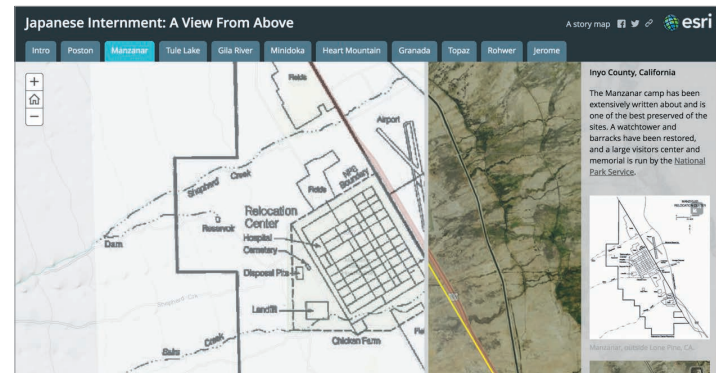 Japanese Internment: A View From Above
A story map
esri
Intro
Poston
Manzanar
Tule Lake
Gila River
Minidoka
Heart Mountain
Granada
Topaz
Rohwer
Jerome
Fields
Airport
Shepherd Creek
Fields
NPS Boundary
Relocation
Center
Reservoir
Hospital
Cemetery
Dam
Disposal Pits
Landfill
Bairs Creek
Chicken Farm
Inyo County, California
The Manzanar camp has been
extensively written about and is
one of the best preserved of the
sites. A watchtower and
barracks have been restored,
and a large visitors center and
memorial is run by the National
Park Service.
Manzanar, outside Lone Pine, CA.